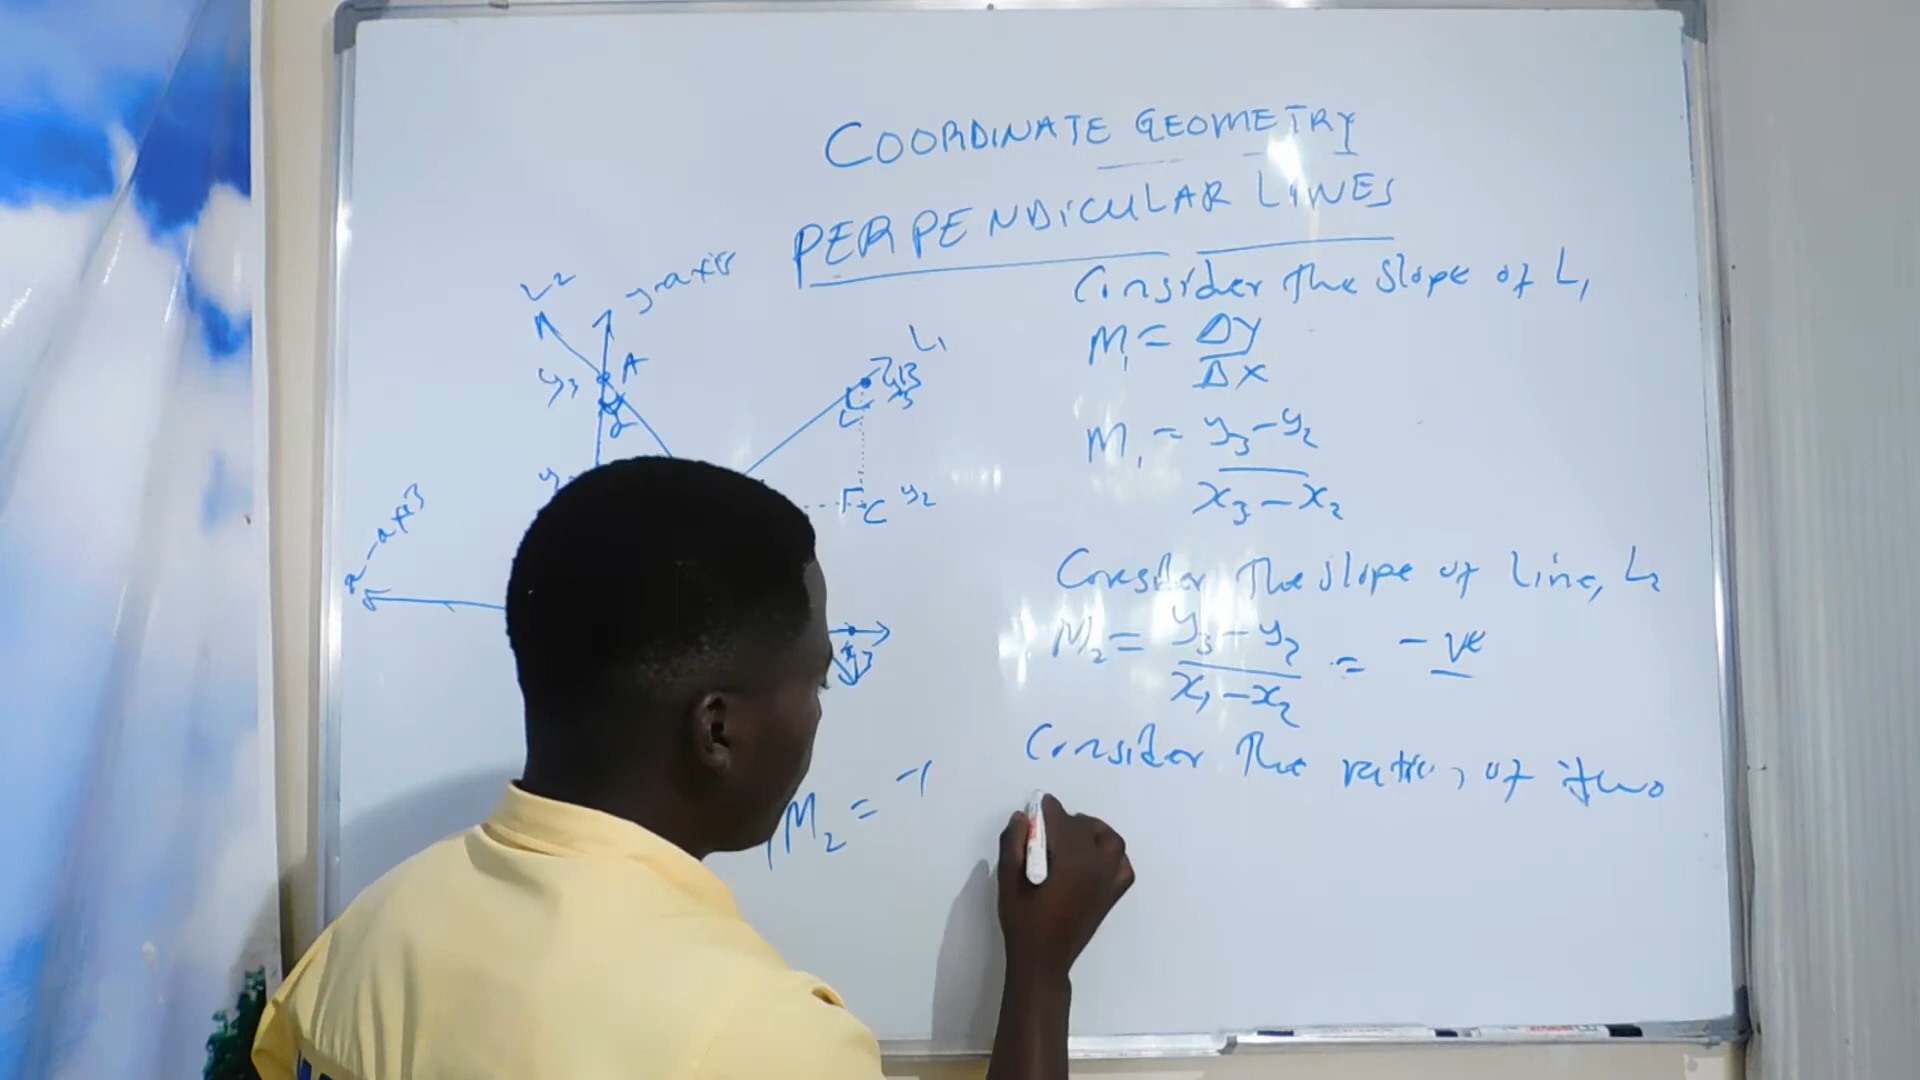 COORDINATE GEOMETRY
PERPENDICULAR LINES
L2
y-axis
y3 A
α
L1
B
y2
C
x-axis
x3
M2 = -1
Consider the slope of L1
M1 = Δy/Δx
M1 = y3-y2/x3-x2
Consider the slope of Line, L2
M2 = y3-y2/x1-x2 = -ve
Consider the ratio, of two